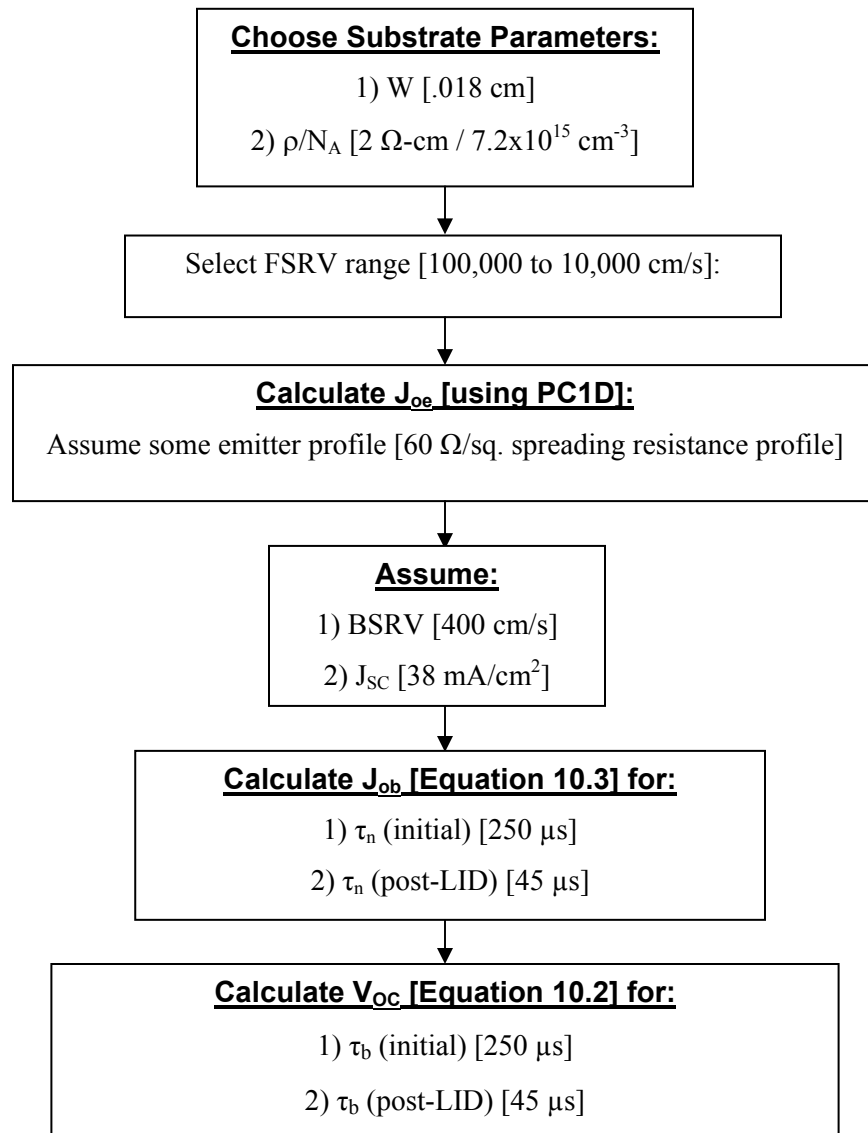 Choose Substrate Parameters:
1) W [.018 cm]
2) ρ/N_A [2 Ω-cm / 7.2x10^15 cm^-3]
Select FSRV range [100,000 to 10,000 cm/s]:
Calculate J_oe [using PC1D]:
Assume some emitter profile [60 Ω/sq. spreading resistance profile]
Assume:
1) BSRV [400 cm/s]
2) J_SC [38 mA/cm^2]
Calculate J_ob [Equation 10.3] for:
1) τ_n (initial) [250 µs]
2) τ_n (post-LID) [45 µs]
Calculate V_OC [Equation 10.2] for:
1) τ_b (initial) [250 µs]
2) τ_b (post-LID) [45 µs]